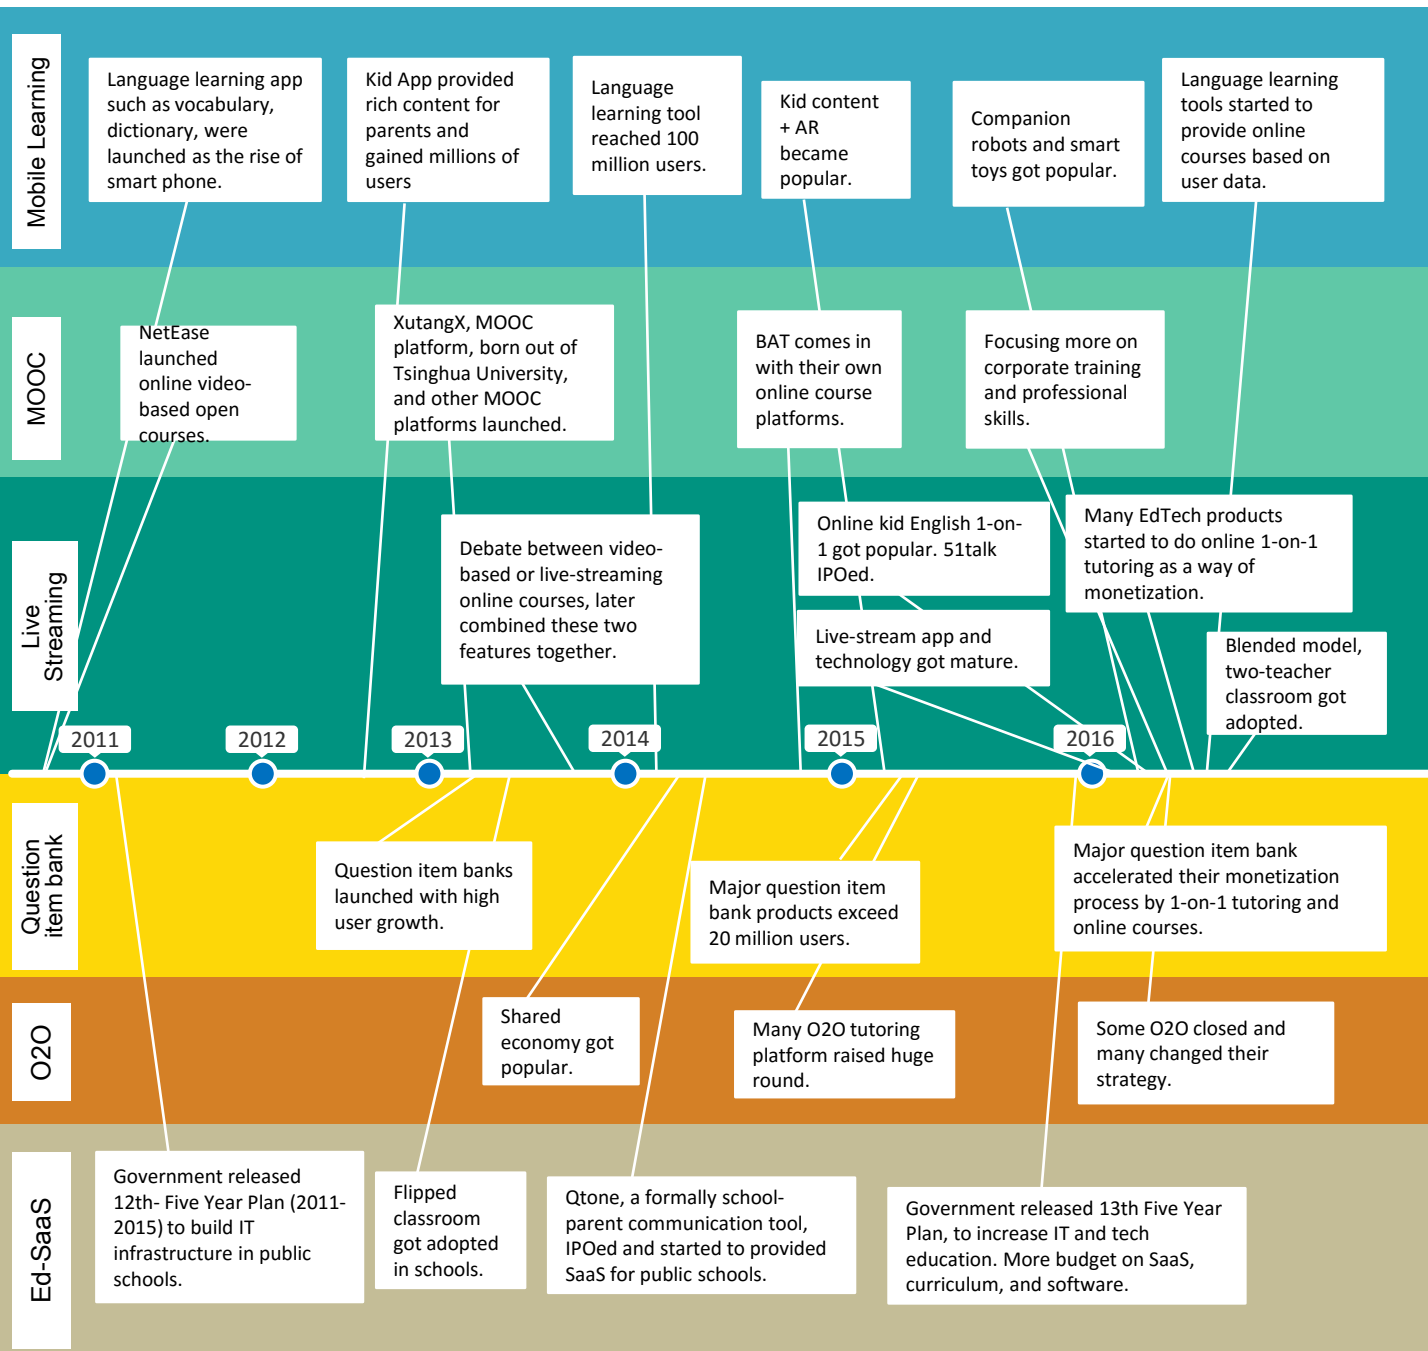 Mobile Learning
Language learning app
such as vocabulary,
dictionary, were
launched as the rise of
smart phone.
Kid App provided
rich content for
parents and
gained millions of
users
Language
learning tool
reached 100
million users.
Kid content
+ AR
became
popular.
Companion
robots and smart
toys got popular.
Language learning
tools started to
provide online
courses based on
user data.
MOOC
NetEase
launched
online video-
based open
courses.
XutangX, MOOC
platform, born out of
Tsinghua University,
and other MOOC
platforms launched.
BAT comes in
with their own
online course
platforms.
Focusing more on
corporate training
and professional
skills.
Live
Streaming
Debate between video-
based or live-streaming
online courses, later
combined these two
features together.
Online kid English 1-on-
1 got popular. 51talk
IPOed.
Live-stream app and
technology got mature.
Many EdTech products
started to do online 1-on-1
tutoring as a way of
monetization.
Blended model,
two-teacher
classroom got
adopted.
2011
2012
2013
2014
2015
2016
Question
item bank
Question item banks
launched with high
user growth.
Major question item
bank products exceed
20 million users.
Major question item bank
accelerated their monetization
process by 1-on-1 tutoring and
online courses.
O2O
Shared
economy got
popular.
Many O2O tutoring
platform raised huge
round.
Some O2O closed and
many changed their
strategy.
Ed-SaaS
Government released
12th- Five Year Plan (2011-
2015) to build IT
infrastructure in public
schools.
Flipped
classroom
got adopted
in schools.
Qtone, a formally school-
parent communication tool,
IPOed and started to provided
SaaS for public schools.
Government released 13th Five Year
Plan, to increase IT and tech
education. More budget on SaaS,
curriculum, and software.